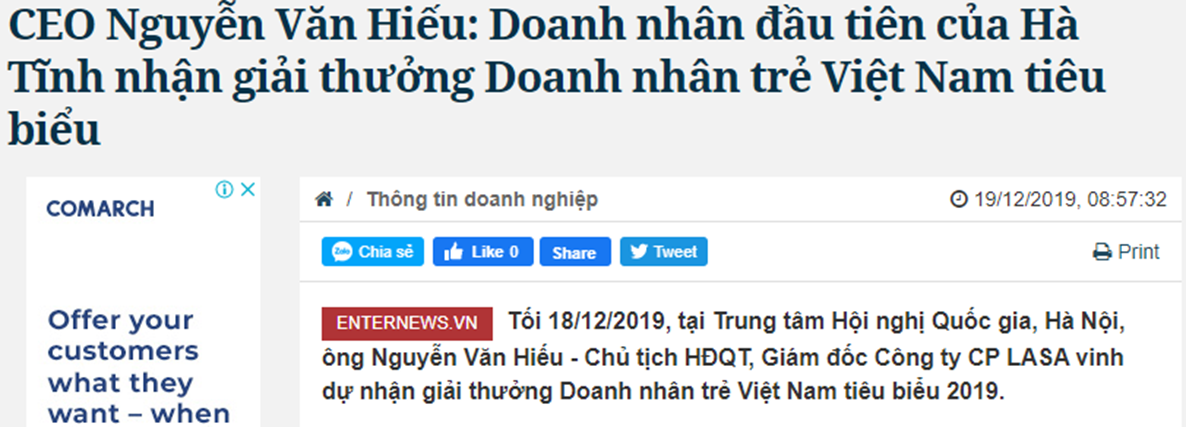 CEO Nguyễn Văn Hiếu: Doanh nhân đầu tiên của Hà
Tĩnh nhận giải thưởng Doanh nhân trẻ Việt Nam tiêu
biểu
COMARCH
Offer your
customers
what they
want – when
/ Thông tin doanh nghiệp
19/12/2019, 08:57:32
Zalo Chia sẻ Like 0 Share Tweet
Print
ENTERNEWS.VN Tối 18/12/2019, tại Trung tâm Hội nghị Quốc gia, Hà Nội,
ông Nguyễn Văn Hiếu - Chủ tịch HĐQT, Giám đốc Công ty CP LASA vinh
dự nhận giải thưởng Doanh nhân trẻ Việt Nam tiêu biểu 2019.